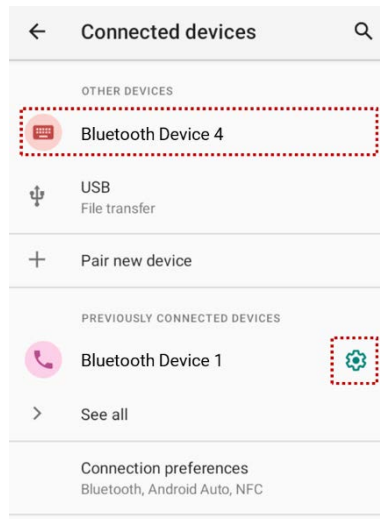 Connected devices
OTHER DEVICES
Bluetooth Device 4
USB
File transfer
Pair new device
PREVIOUSLY CONNECTED DEVICES
Bluetooth Device 1
See all
Connection preferences
Bluetooth, Android Auto, NFC